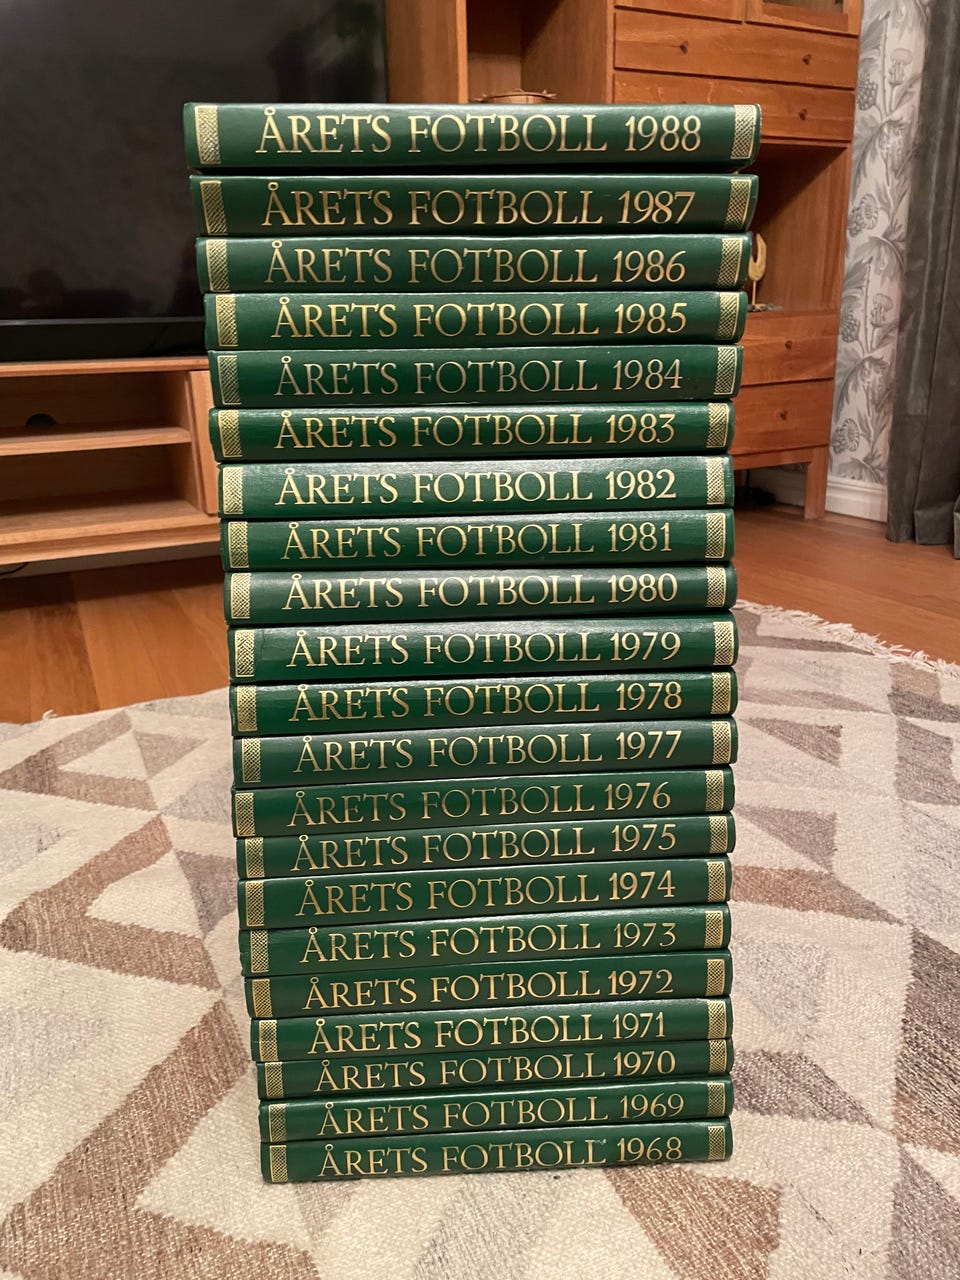 ÅRETS FOTBOLL 1988
ÅRETS FOTBOLL 1987
ÅRETS FOTBOLL 1986
ÅRETS FOTBOLL 1985
ÅRETS FOTBOLL 1984
ÅRETS FOTBOLL 1983
ÅRETS FOTBOLL 1982
ÅRETS FOTBOLL 1981
ÅRETS FOTBOLL 1980
ÅRETS FOTBOLL 1979
ÅRETS FOTBOLL 1978
ÅRETS FOTBOLL 1977
ÅRETS FOTBOLL 1976
ÅRETS FOTBOLL 1975
ÅRETS FOTBOLL 1974
ÅRETS FOTBOLL 1973
ÅRETS FOTBOLL 1972
ÅRETS FOTBOLL 1971
ÅRETS FOTBOLL 1970
ÅRETS FOTBOLL 1969
ÅRETS FOTBOLL 1968